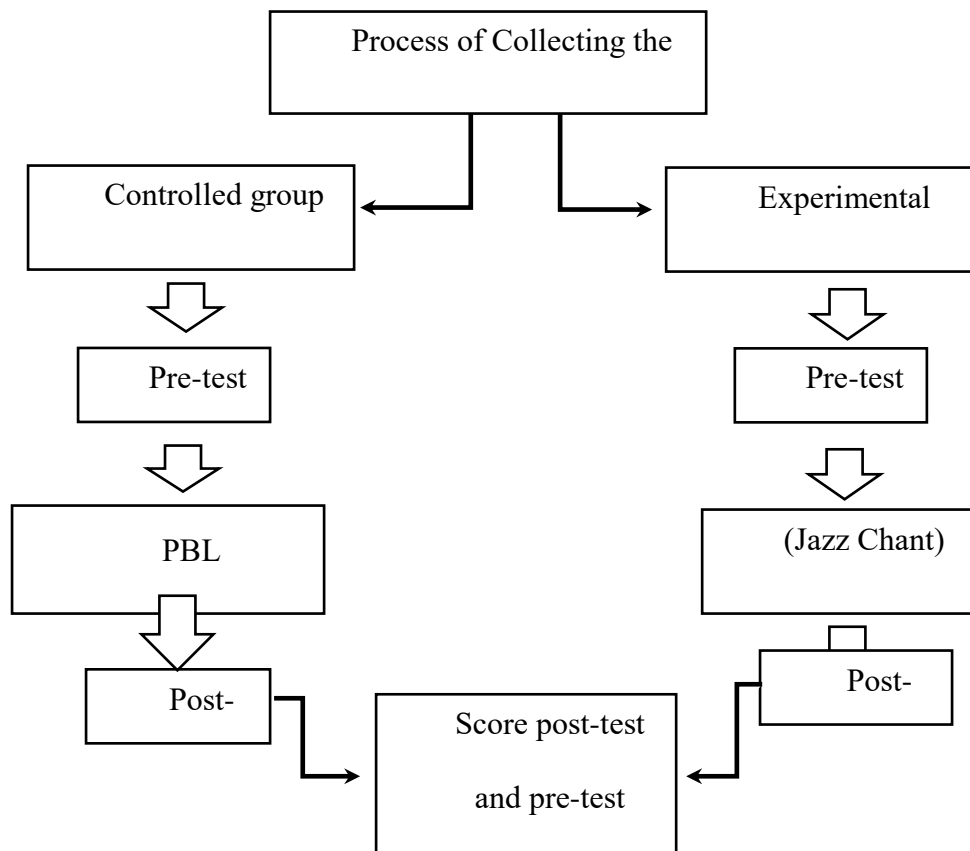 Process of Collecting the
Controlled group
Experimental
Pre-test
Pre-test
PBL
(Jazz Chant)
Post-
Post-
Score post-test
and pre-test